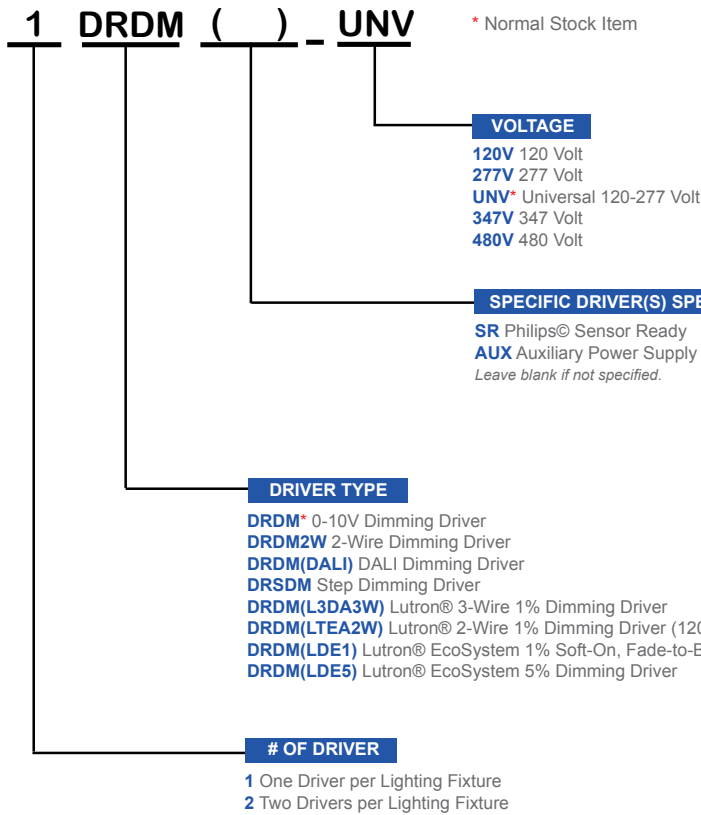 1 DRDM ( ) - UNV
* Normal Stock Item
VOLTAGE
120V 120 Volt
277V 277 Volt
UNV* Universal 120-277 Volt
347V 347 Volt
480V 480 Volt
SPECIFIC DRIVER(S)
SR Philips© Sensor Ready
AUX Auxiliary Power Supply
Leave blank if not specified.
DRIVER TYPE
DRDM* 0-10V Dimming Driver
DRDM2W 2-Wire Dimming Driver
DRDM(DALI) DALI Dimming Driver
DRSDM Step Dimming Driver
DRDM(L3DA3W) Lutron® 3-Wire 1% Dimming Driver
DRDM(LTEA2W) Lutron® 2-Wire 1% Dimming Driver
DRDM(LDE1) Lutron® EcoSystem 1% Soft-On,
DRDM(LDE5) Lutron® EcoSystem 5% Dimming Driver
# OF DRIVER
1 One Driver per Lighting Fixture
2 Two Drivers per Lighting Fixture